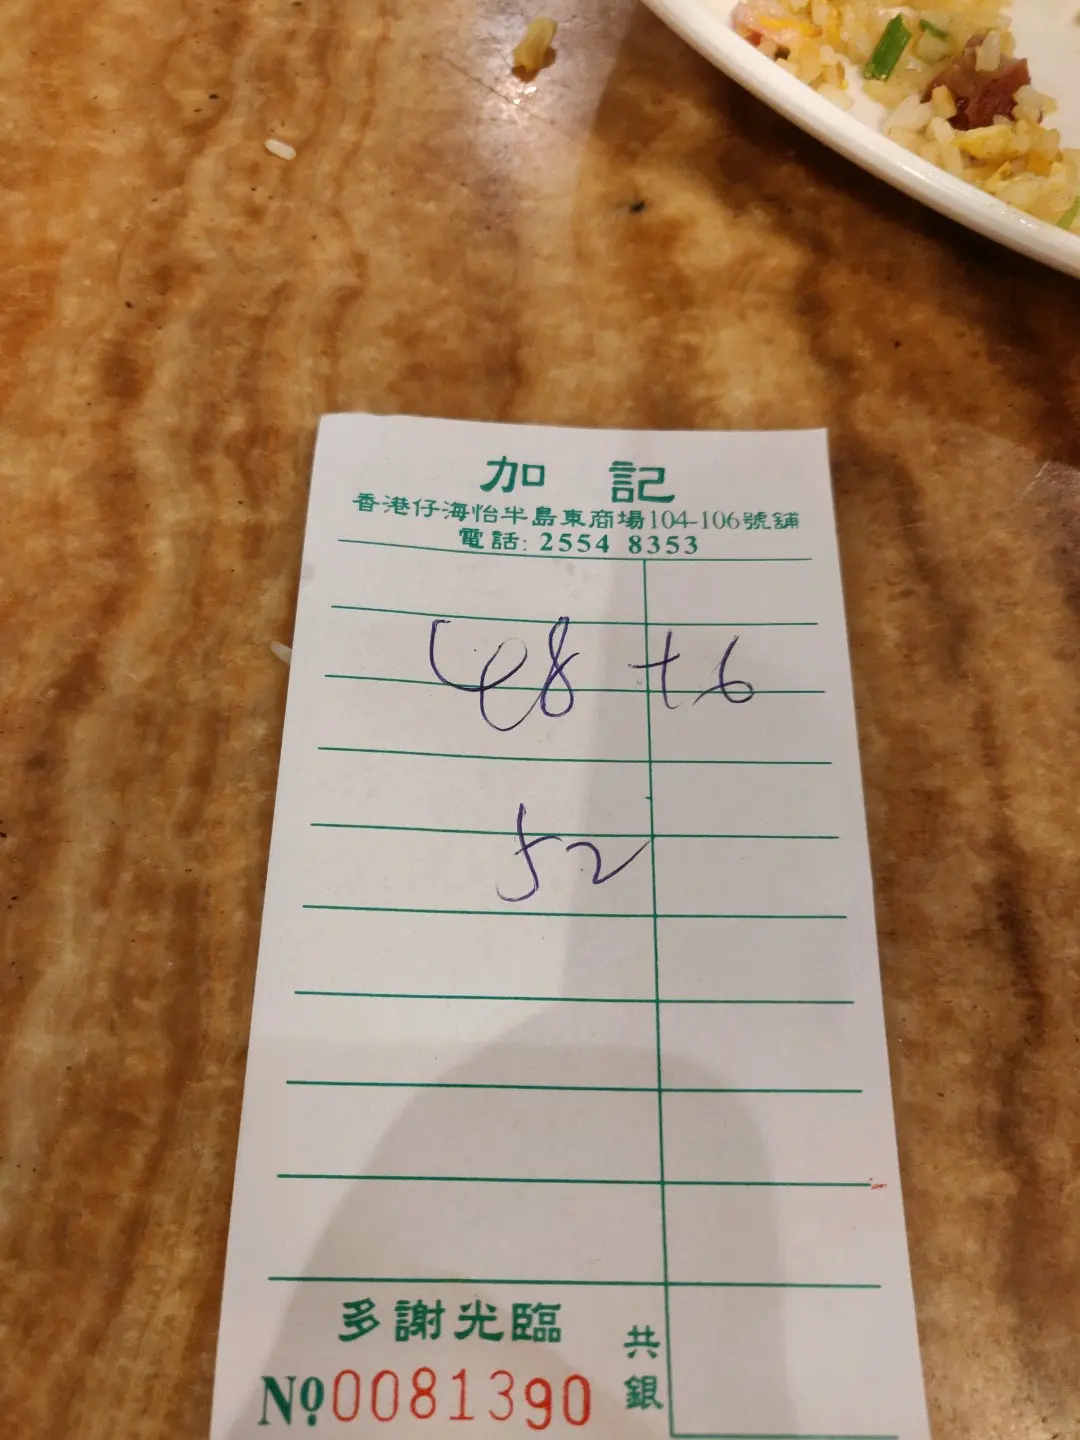 加記
香港仔海怡半島東商場104-106號舖
電話: 2554 8353
48 +6
52
多謝光臨
共銀
Nº0081390